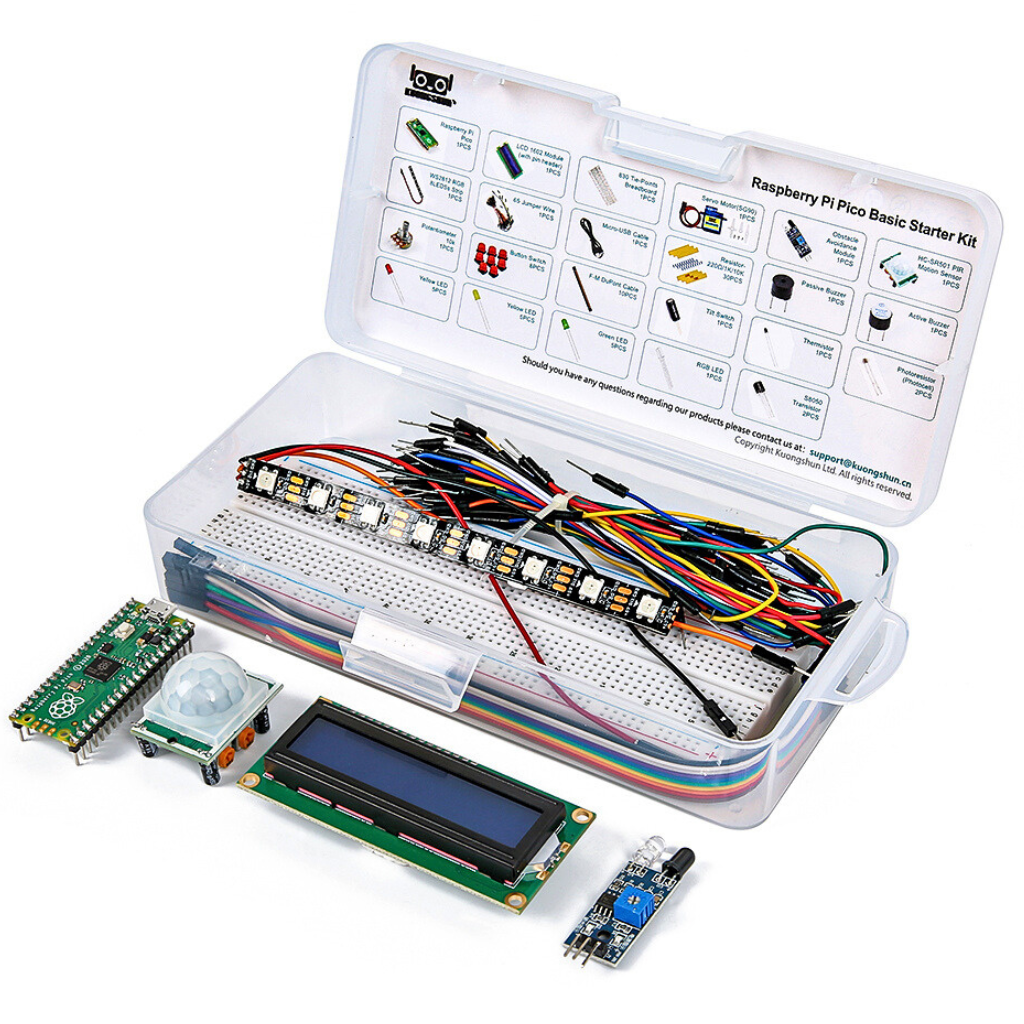 KUONGSHUN
Raspberry Pi Pico Basic Starter Kit
Raspberry Pi
Pico
1PCS
LCD 1602 Module
(with pin header)
1PCS
830 Tie-Points
Breadboard
1PCS
Servo Motor(SG90)
1PCS
Obstacle
Avoidance
Module
1PCS
HC-SR501 PIR
Motion Sensor
1PCS
WS2812 RGB
8LEDs Strip
1PCS
65 Jumper Wire
1PCS
Micro-USB Cable
1PCS
Resistor-
220Ω/1K/10K
30PCS
Passive Buzzer
1PCS
Active Buzzer
1PCS
Potentiometer
10k
1PCS
Button Switch
6PCS
F-M DuPont Cable
10PCS
Tilt Switch
1PCS
Thermistor
1PCS
Photoresistor
(Photocell)
2PCS
Yellow LED
5PCS
Yellow LED
5PCS
Green LED
5PCS
RGB LED
1PCS
S8050
Transistor
2PCS
Should you have any questions regarding our products please contact us at: support@kuongshun.cn
Copyright Kuongshun Ltd. All rights reserved.
Raspberry Pi Pico © 2020